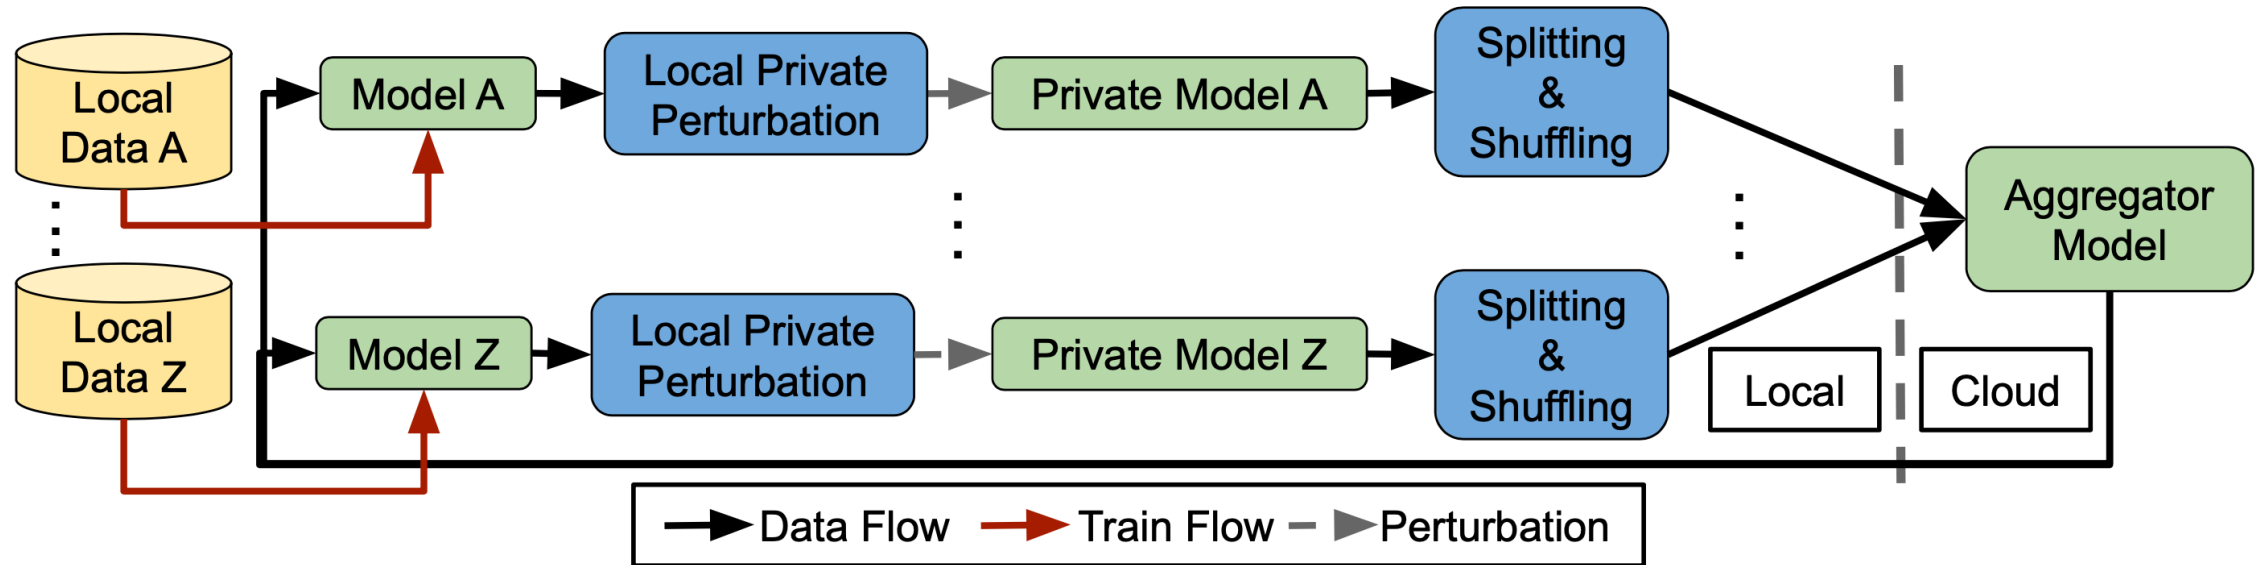 Local
Data A
Model A
Local Private
Perturbation
Private Model A
Splitting
&
Shuffling
Aggregator
Model
Local
Data Z
Model Z
Local Private
Perturbation
Private Model Z
Splitting
&
Shuffling
Local
Cloud
Data Flow
Train Flow
Perturbation